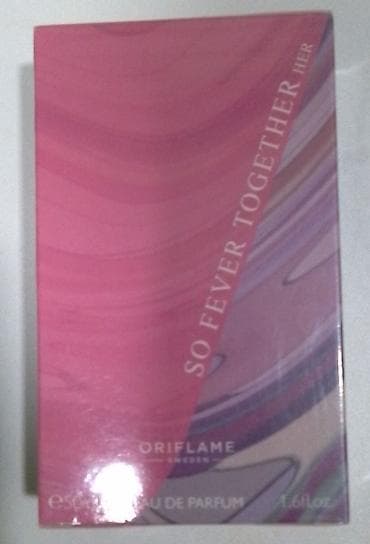 SO FEVER TOGETHER HER
ORIFLAME
SWEDEN
EAU DE PARFUM 1.6fl.oz.